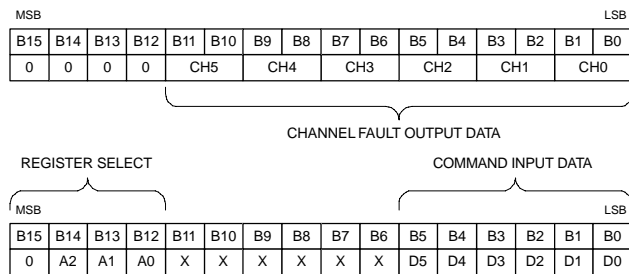 MSB LSB
B15 B14 B13 B12 B11 B10 B9 B8 B7 B6 B5 B4 B3 B2 B1 B0
0 0 0 0 CH5 CH4 CH3 CH2 CH1 CH0
CHANNEL FAULT OUTPUT DATA
REGISTER SELECT COMMAND INPUT DATA
MSB LSB
B15 B14 B13 B12 B11 B10 B9 B8 B7 B6 B5 B4 B3 B2 B1 B0
0 A2 A1 A0 X X X X X X D5 D4 D3 D2 D1 D0